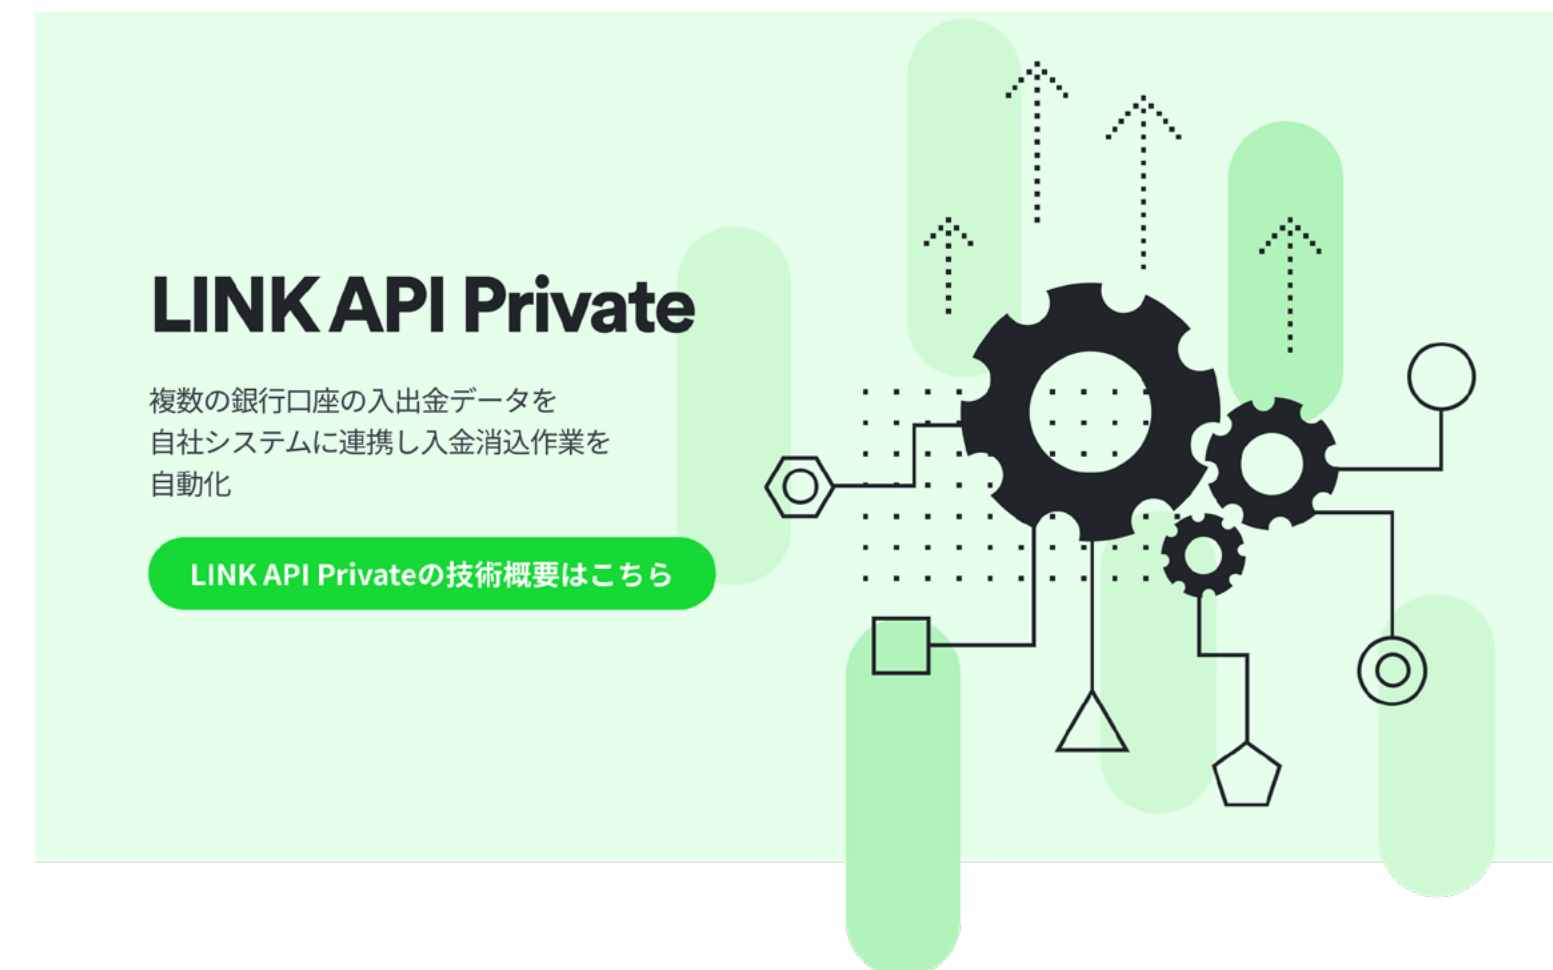 LINK API Private
複数の銀行口座の入出金データを
自社システムに連携し入金消込作業を
自動化
LINK API Privateの技術概要はこちら